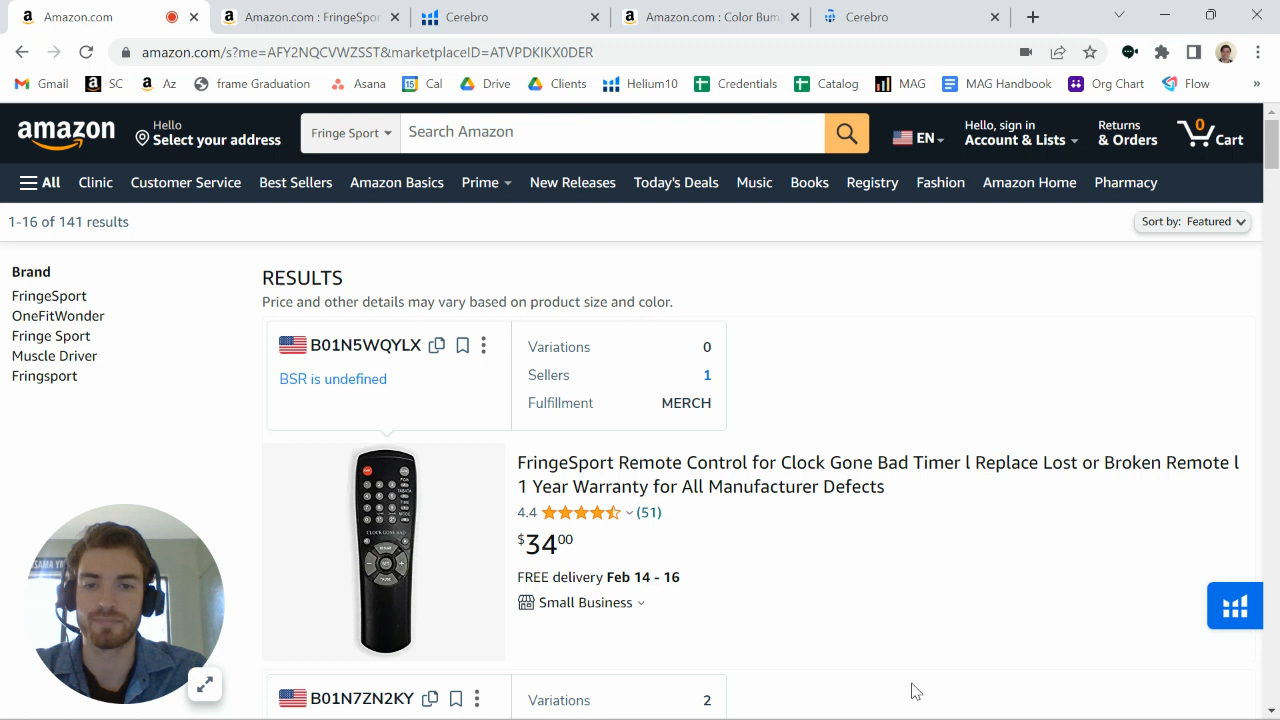 Amazon.com
Amazon.com : FringeSpor
Cerebro
Amazon.com : Color Bum
Cerebro
amazon.com/s?me=AFY2NQCVWZSST&marketplaceID=ATVPDKIKX0DER
Gmail
SC
Az
frame Graduation
Asana
15
Cal
Drive
Clients
Helium10
Credentials
Catalog
MAG
MAG Handbook
Org Chart
Flow
»
amazon
Hello
Select your address
Fringe Sport
Search Amazon
EN
Hello, sign in
Account & Lists
Returns
& Orders
0
Cart
All
Clinic
Customer Service
Best Sellers
Amazon Basics
Prime
New Releases
Today's Deals
Music
Books
Registry
Fashion
Amazon Home
Pharmacy
1-16 of 141 results
Sort by: Featured
Brand
FringeSport
OneFitWonder
Fringe Sport
Muscle Driver
Fringsport
RESULTS
Price and other details may vary based on product size and color.
B01N5WQYLX
BSR is undefined
Variations 0
Sellers 1
Fulfillment MERCH
CLOCK GONE BAD
FringeSport Remote Control for Clock Gone Bad Timer l Replace Lost or Broken Remote l
1 Year Warranty for All Manufacturer Defects
4.4 (51)
$34 00
FREE delivery Feb 14 - 16
Small Business
B01N7ZN2KY
Variations 2